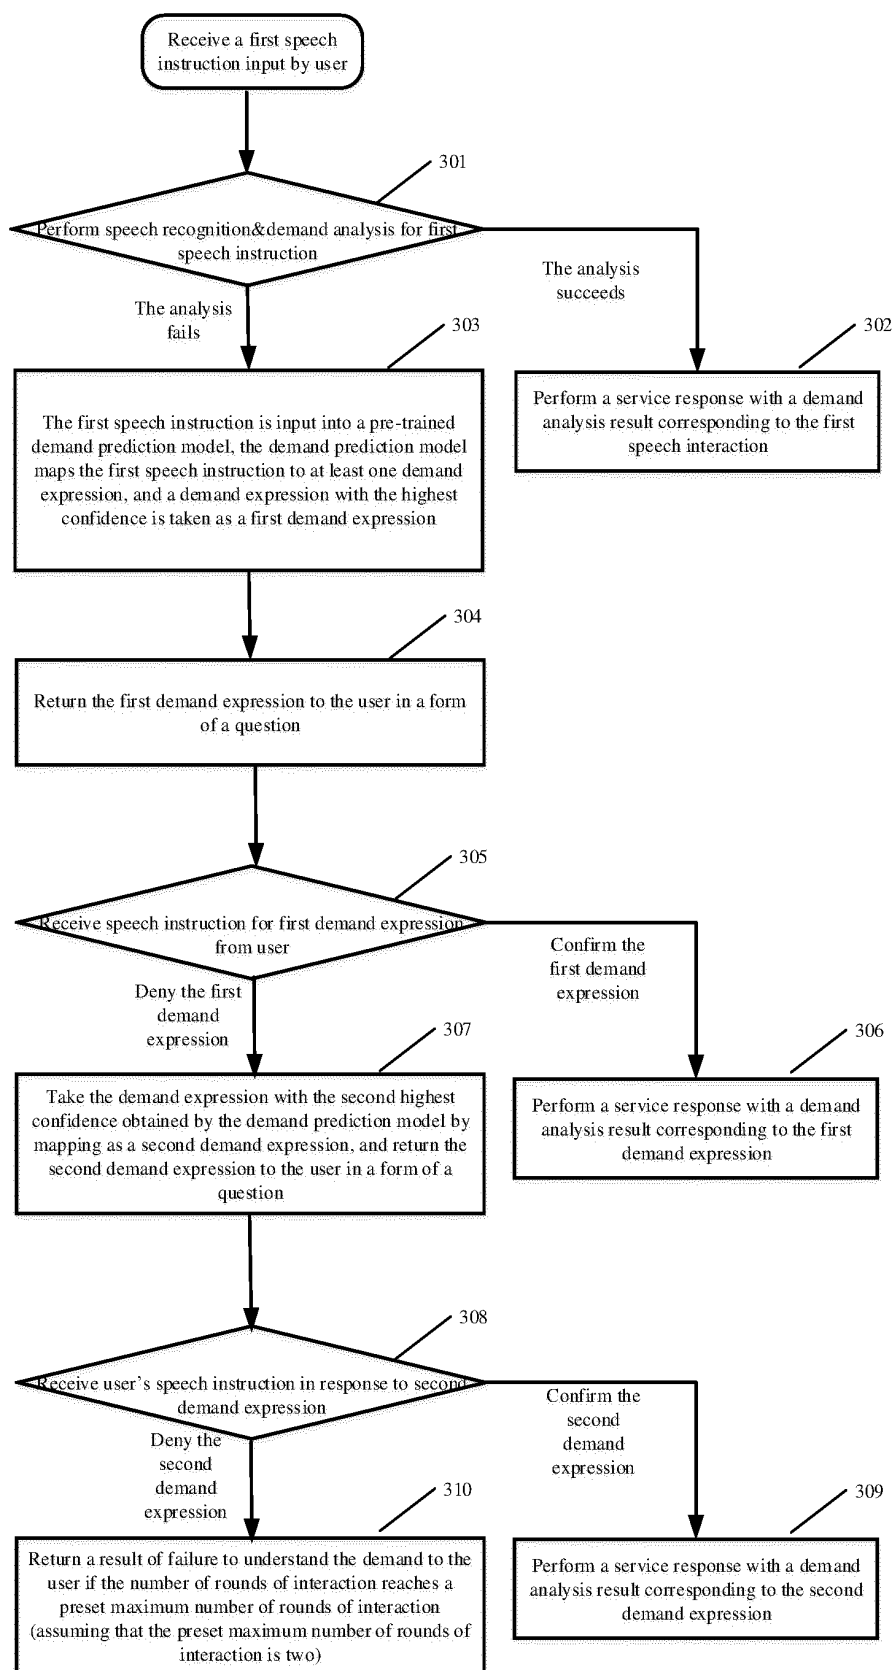 Receive a first speech
instruction input by user
301
Perform speech recognition&demand analysis for first
speech instruction
The analysis
succeeds
The analysis
fails
303
302
The first speech instruction is input into a pre-trained
demand prediction model, the demand prediction model
maps the first speech instruction to at least one demand
expression, and a demand expression with the highest
confidence is taken as a first demand expression
Perform a service response with a demand
analysis result corresponding to the first
speech interaction
304
Return the first demand expression to the user in a form
of a question
305
Receive speech instruction for first demand expression
from user
Confirm the
first demand
expression
Deny the first
demand
expression
307
306
Take the demand expression with the second highest
confidence obtained by the demand prediction model by
mapping as a second demand expression, and return the
second demand expression to the user in a form of a
question
Perform a service response with a demand
analysis result corresponding to the first
demand expression
308
Receive user's speech instruction in response to second
demand expression
Confirm the
second
demand
expression
Deny the
second
demand
expression
310
309
Return a result of failure to understand the demand to the
user if the number of rounds of interaction reaches a
preset maximum number of rounds of interaction
(assuming that the preset maximum number of rounds of
interaction is two)
Perform a service response with a demand
analysis result corresponding to the second
demand expression